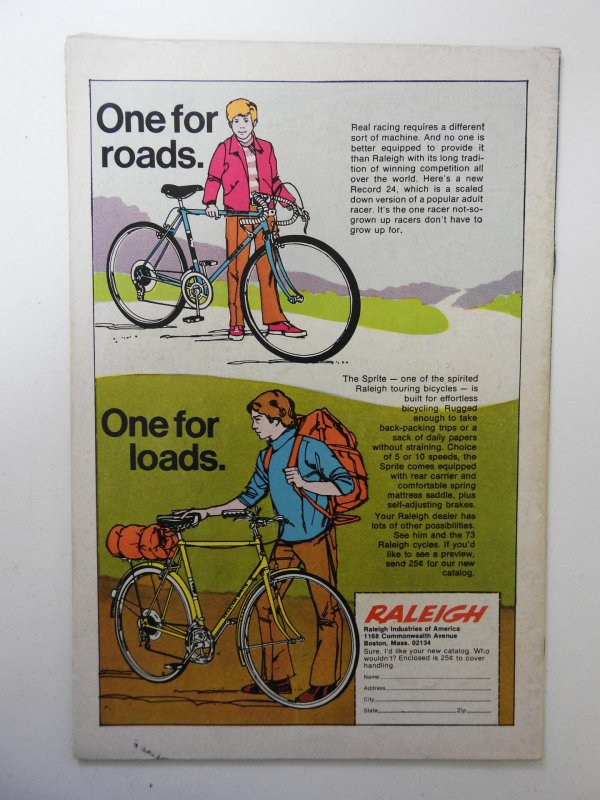 One for
roads.
Real racing requires a different
sort of machine. And no one is
better equipped to provide it
than Raleigh with its long tradi-
tion of winning competition all
over the world. Here's a new
Record 24, which is a scaled
down version of a popular adult
racer. It's the one racer not-so-
grown up racers don't have to
grow up for.
The Sprite — one of the spirited
Raleigh touring bicycles — is
built for effortless
bicycling. Rugged
enough to take
back-packing trips or a
sack of daily papers
without straining. Choice
of 5 or 10 speeds, the
Sprite comes equipped
with rear carrier and
comfortable spring
mattress saddle, plus
self-adjusting brakes.
Your Raleigh dealer has
lots of other possibilities.
See him and the 73
Raleigh cycles. If you'd
like to see a preview,
send 25¢ for our new
catalog.
One for
loads.
RALEIGH
Raleigh Industries of America
1168 Commonwealth Avenue
Boston, Mass. 02134
Sure, I'd like your new catalog. Who
wouldn't? Enclosed is 25¢ to cover
handling.
Name
Address
City
State Zip